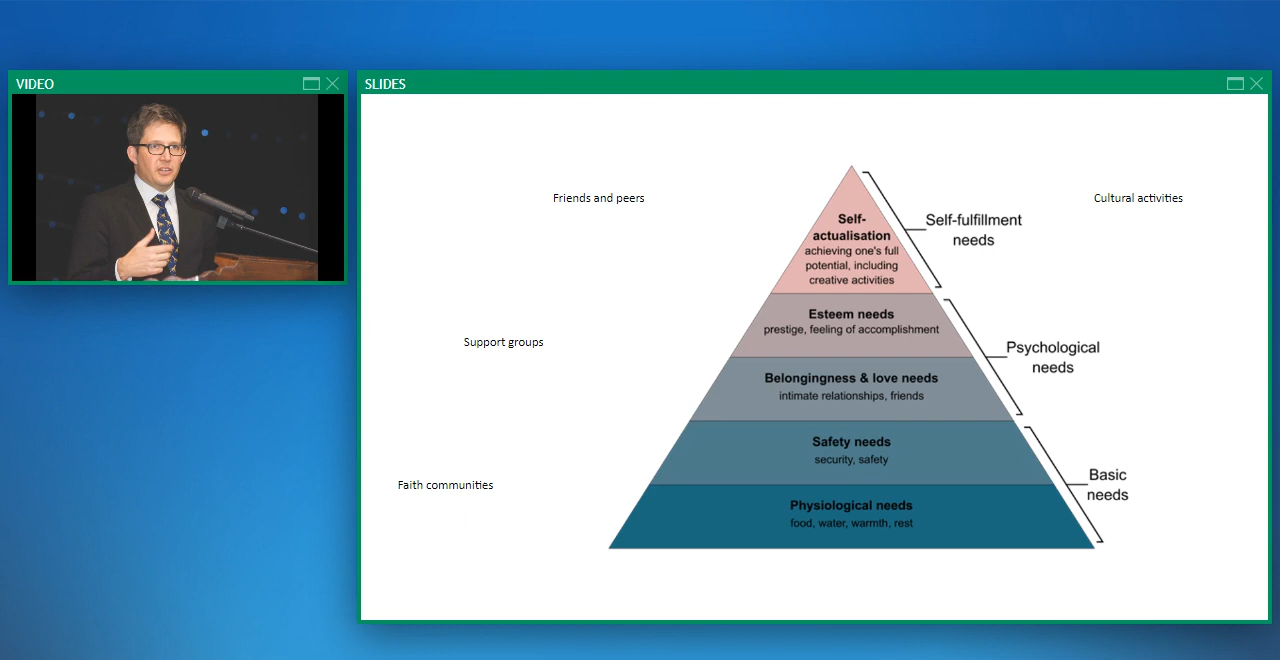 VIDEO
SLIDES
Friends and peers
Cultural activities
Self-
actualisation
achieving one's full
potential, including
creative activities
Self-fulfillment
needs
Esteem needs
prestige, feeling of accomplishment
Support groups
Psychological
needs
Belongingness & love needs
intimate relationships, friends
Safety needs
security, safety
Faith communities
Basic
needs
Physiological needs
food, water, warmth, rest